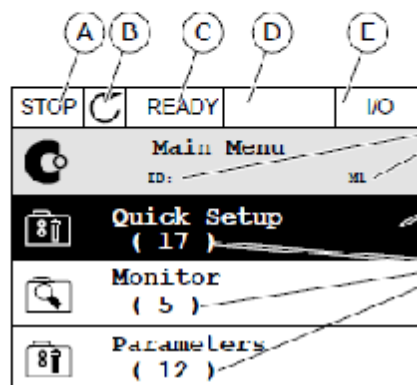 A B C D E
STOP READY I/O
Main Menu
ID: M1
Quick Setup
( 17 )
Monitor
( 5 )
Parameters
( 12 )